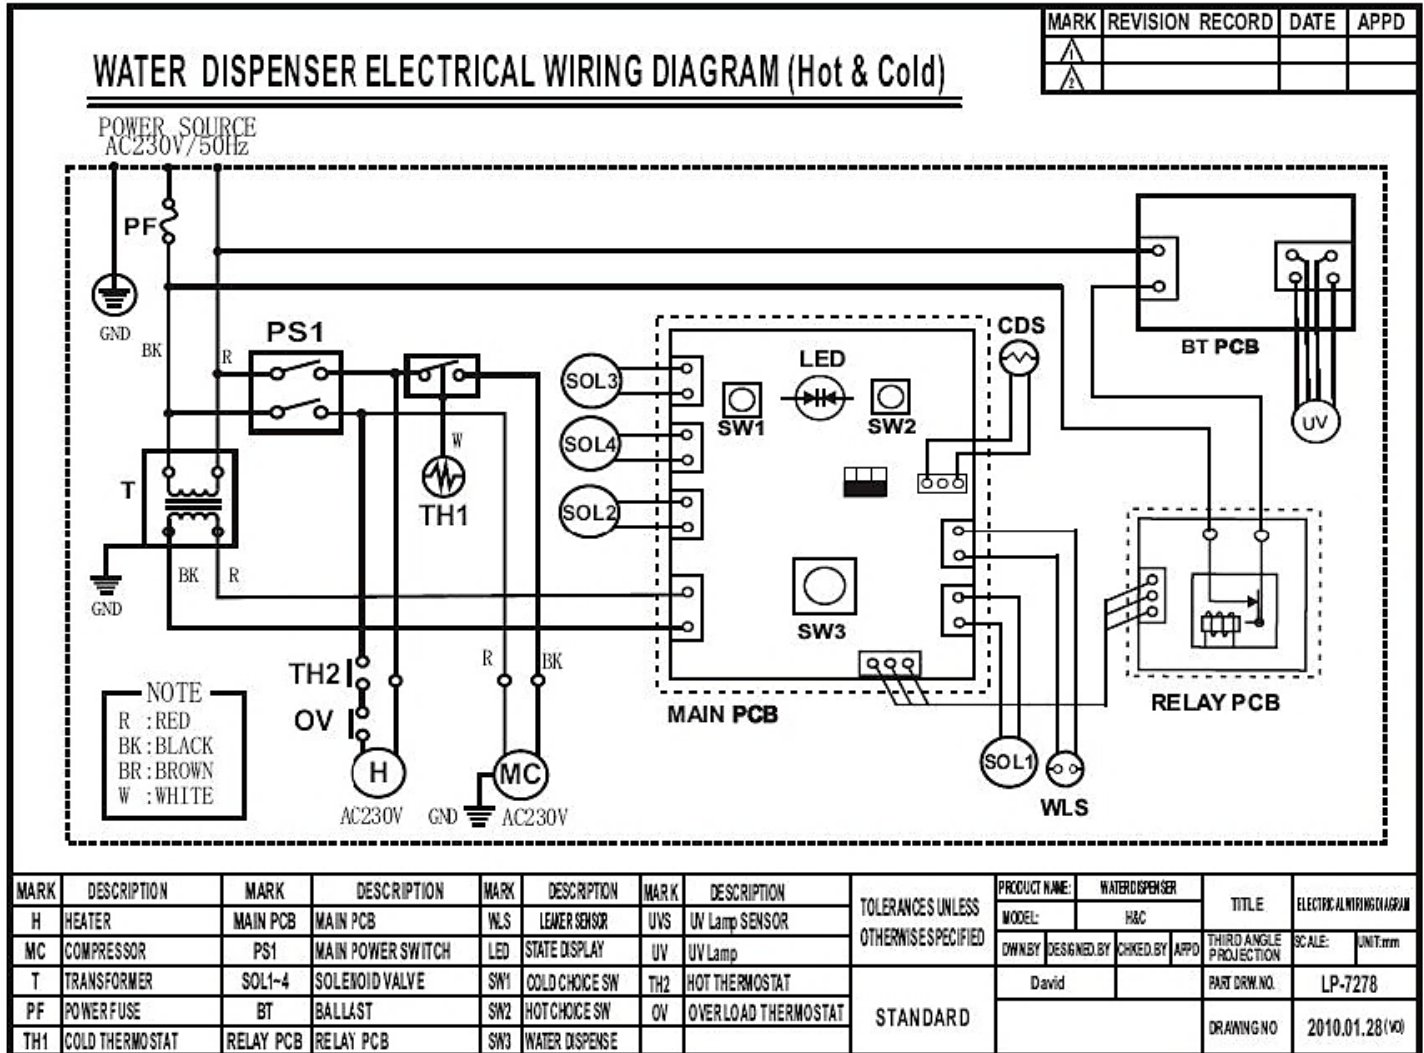 MARK REVISION RECORD DATE APPD
1
2
WATER DISPENSER ELECTRICAL WIRING DIAGRAM (Hot & Cold)
POWER SOURCE
AC230V/50Hz
PF
GND
BK
R
PS1
CDS
BT PCB
UV
LED
SOL3
SW1
SW2
SOL4
W
TH1
T
SOL2
BK R
GND
SW3
R BK
TH2
OV
MAIN PCB
RELAY PCB
NOTE
R :RED
BK:BLACK
BR:BROWN
W :WHITE
H
MC
SOL1
WLS
AC230V GND AC230V
MARK DESCRIPTION MARK DESCRIPTION MARK DESCRIPTION MARK DESCRIPTION
H HEATER MAIN PCB MAIN PCB WLS LEAKER SENSOR UVS UV Lamp SENSOR
MC COMPRESSOR PS1 MAIN POWER SWITCH LED STATE DISPLAY UV UV Lamp
T TRANSFORMER SOL1~4 SOLENOID VALVE SW1 COLD CHOICE SW TH2 HOT THERMOSTAT
PF POWER FUSE BT BALLAST SW2 HOT CHOICE SW OV OVERLOAD THERMOSTAT
TH1 COLD THERMOSTAT RELAY PCB RELAY PCB SW3 WATER DISPENSE
TOLERANCES UNLESS
OTHERWISE SPECIFIED
STANDARD
PRODUCT NAME: WATERDISPENSER
MODEL: H&C
DWN.BY DESIGNED.BY CHKED.BY APPD
David
TITLE ELECTRICAL WIRING DIAGRAM
THIRD ANGLE
PROJECTION
SCALE: UNIT:mm
PART DRW. NO. LP-7278
DRAWING NO 2010.01.28(V0)